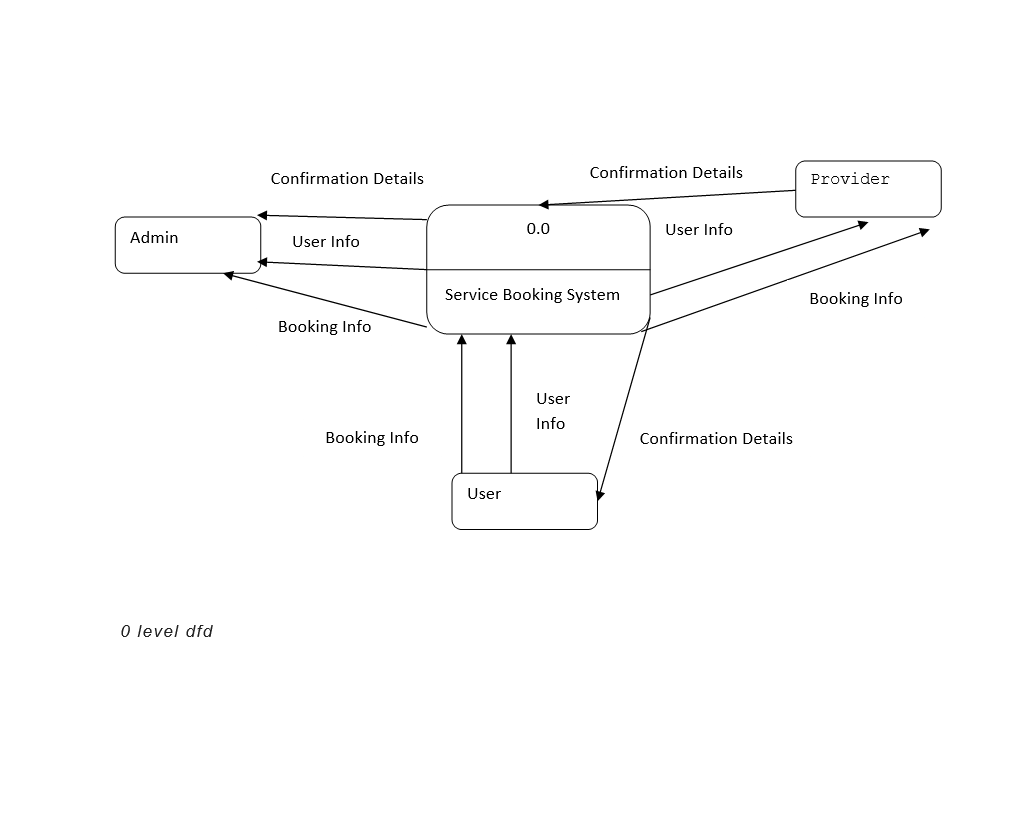 Confirmation Details
Confirmation Details
Provider
Admin
User Info
0.0
User Info
Service Booking System
Booking Info
Booking Info
User
Info
Booking Info
Confirmation Details
User
0 level dfd